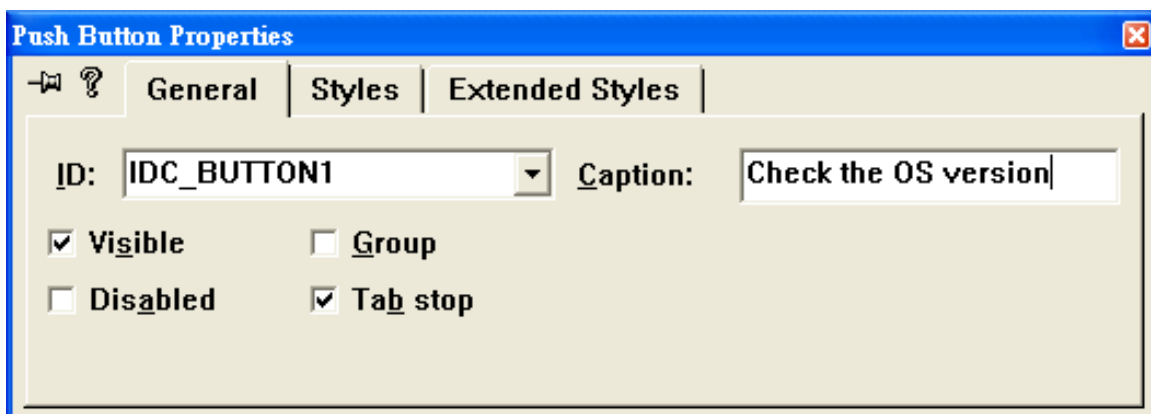 Push Button Properties
General Styles Extended Styles
ID: IDC_BUTTON1 Caption: Check the OS version
Visible Group
Disabled Tab stop